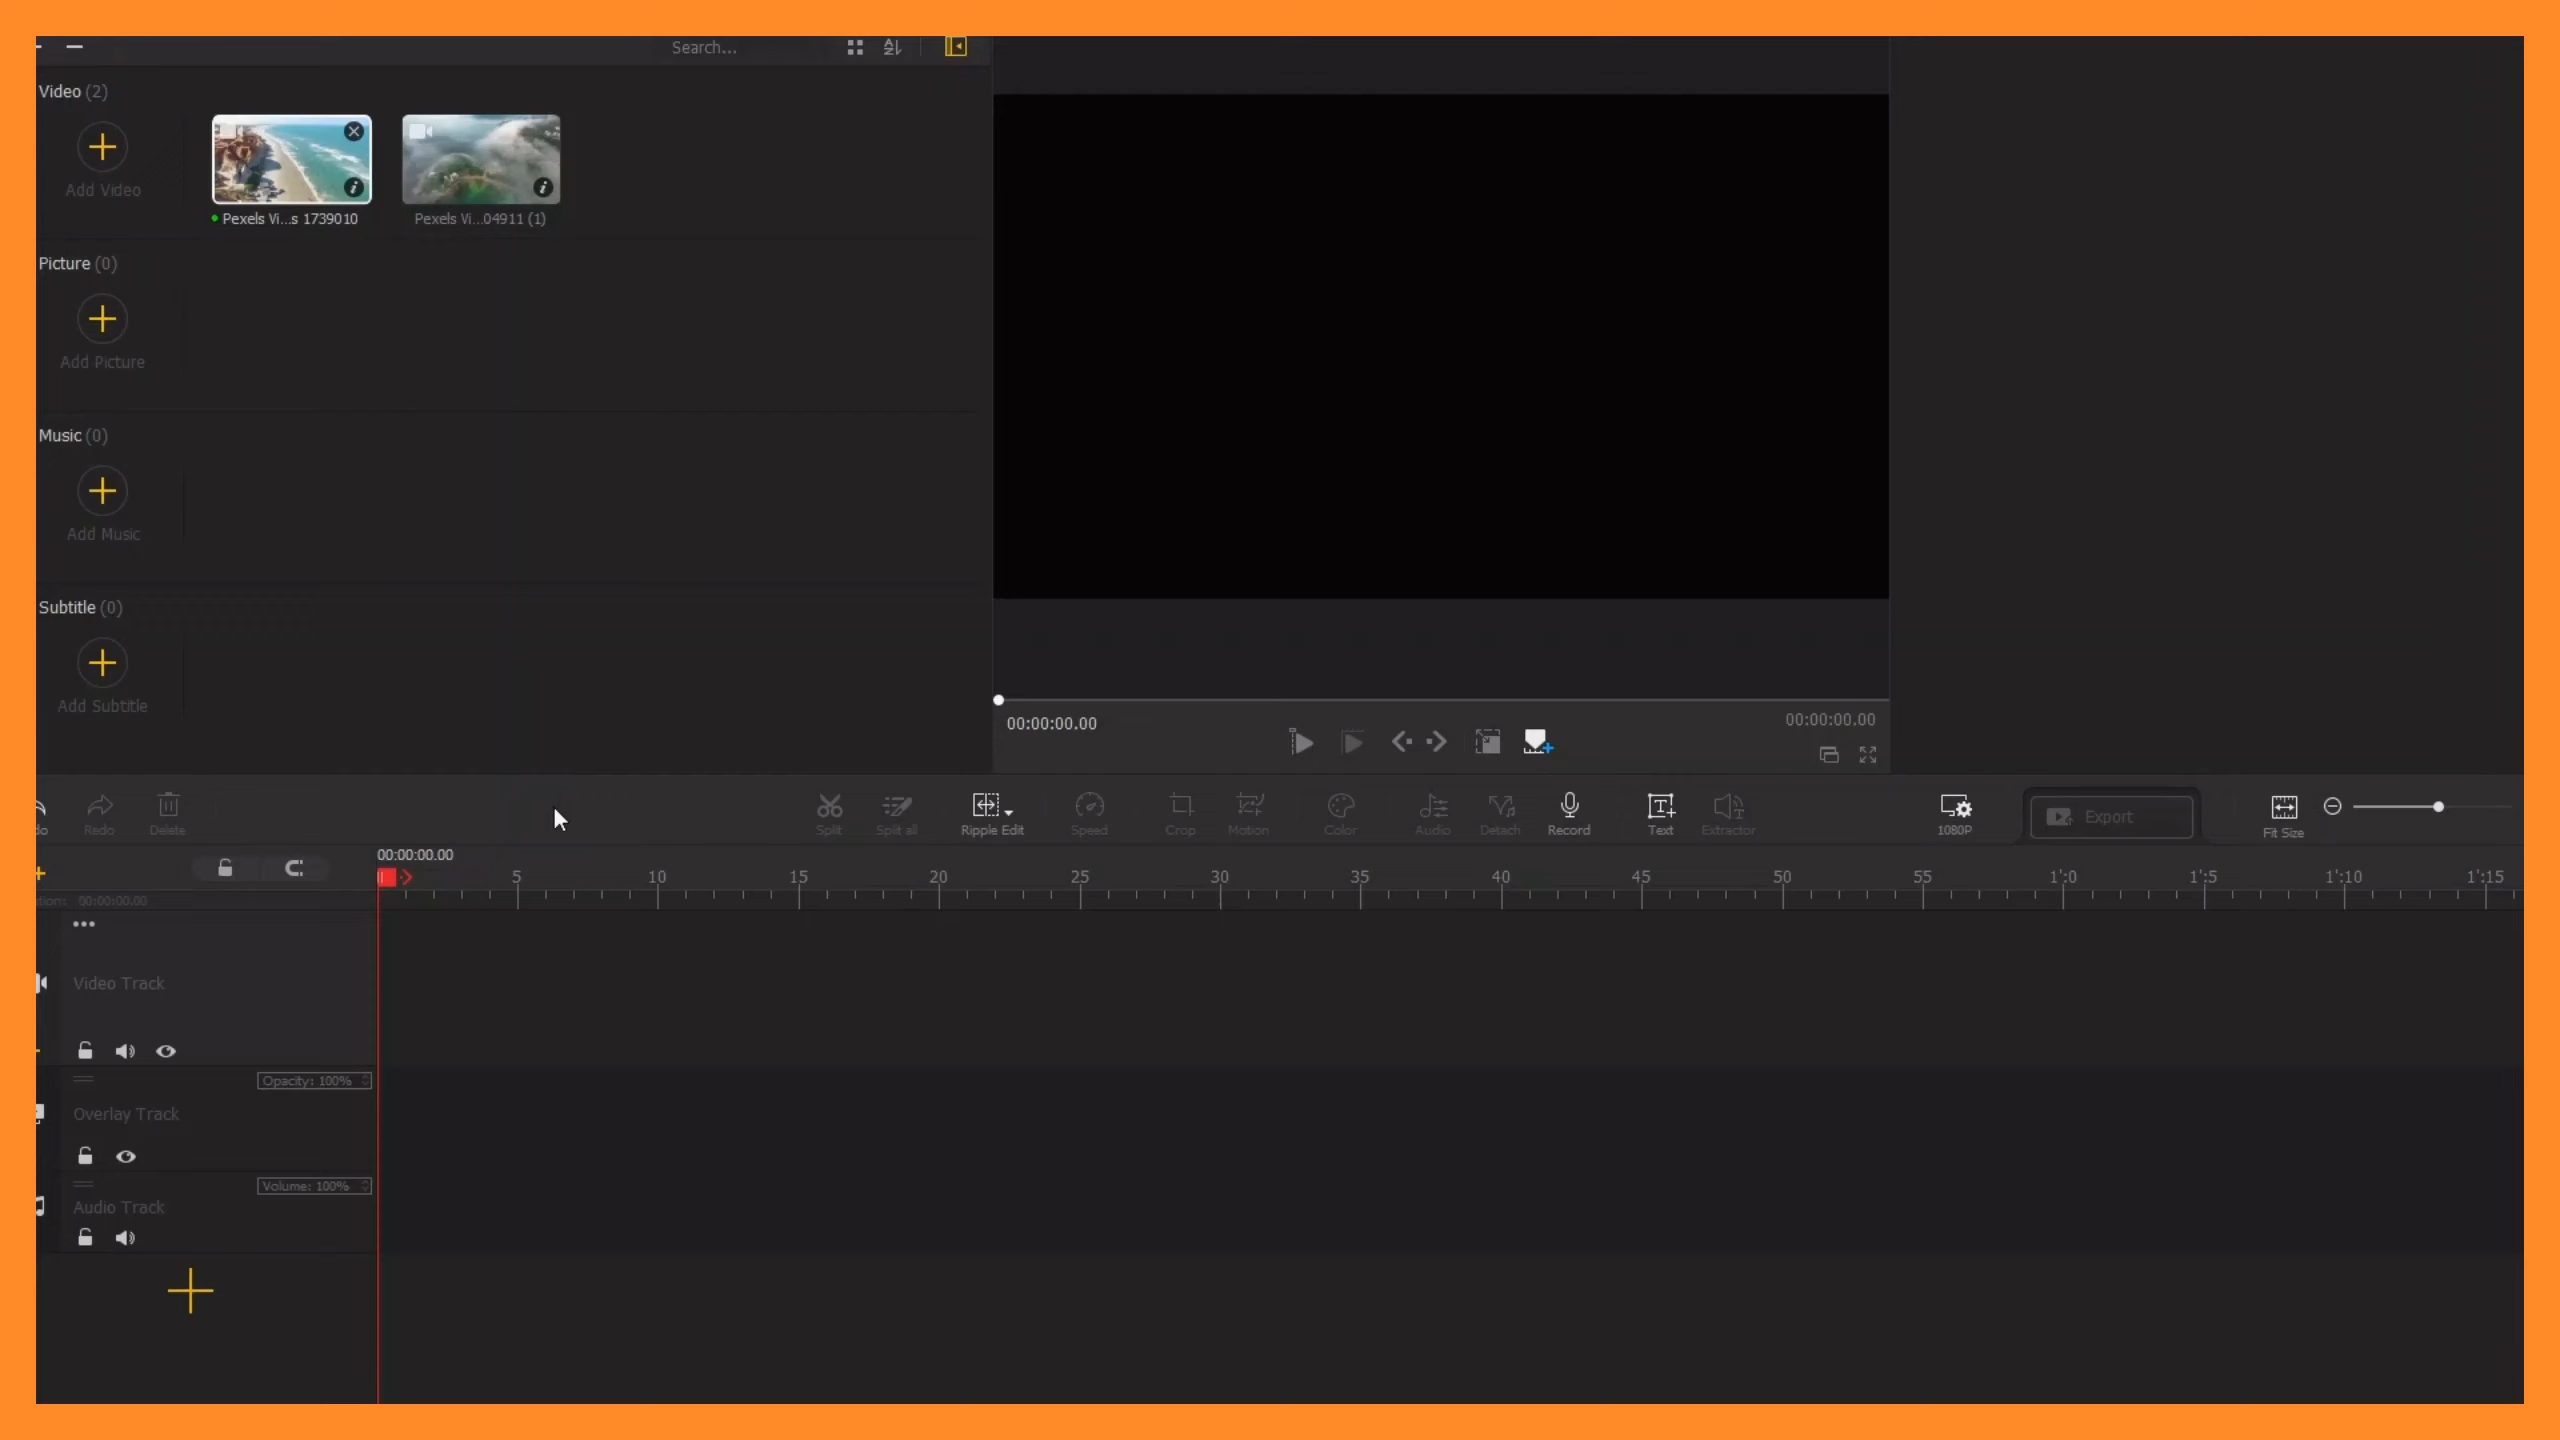 Search...
Video (2)
Add Video
Pexels Vi...s 1739010
Pexels Vi...04911 (1)
Picture (0)
Add Picture
Music (0)
Add Music
Subtitle (0)
Add Subtitle
00:00:00.00
00:00:00.00
do
Redo
Delete
Split
Split all
Ripple Edit
Speed
Crop
Motion
Color
Audio
Detach
Record
Text
Extractor
1080P
Export
Fit Size
00:00:00.00
5 10 15 20 25 30 35 40 45 50 55 1':0 1':5 1':10 1':15
ation: 00:00:00.00
Video Track
Opacity: 100%
Overlay Track
Volume: 100%
Audio Track